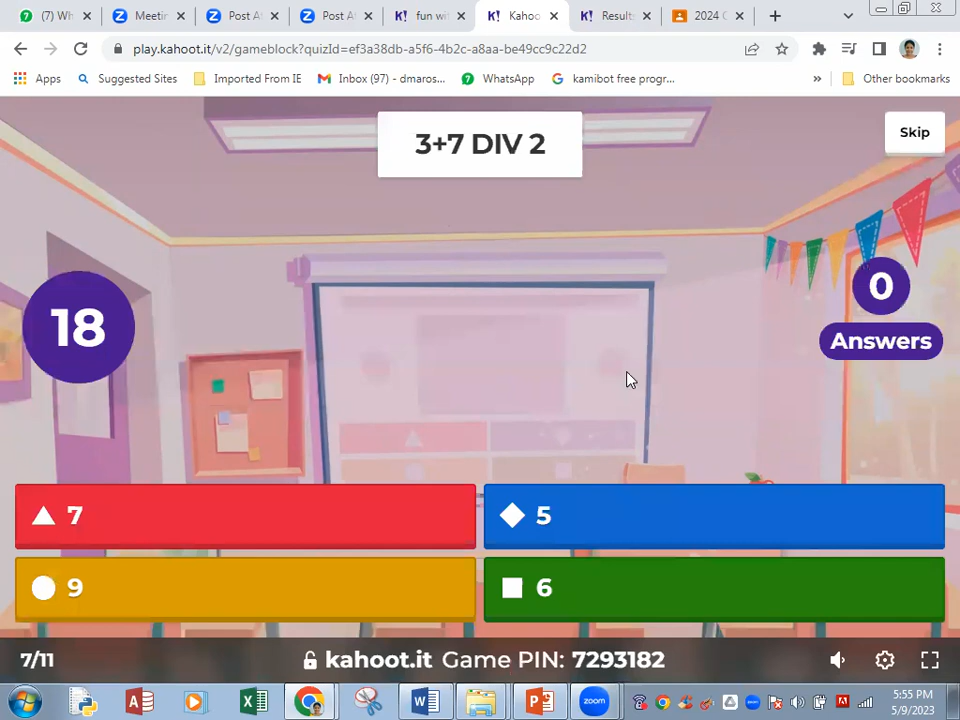 (7) Wh
Meetin
Post A
Post A
fun wi
Kahoo
Results
2024 C
play.kahoot.it/v2/gameblock?quizId=ef3a38db-a5f6-4b2c-a8aa-be49cc9c22d2
Apps
Suggested Sites
Imported From IE
Inbox (97) - dmaros...
WhatsApp
kamibot free progr...
Other bookmarks
3+7 DIV 2
Skip
18
0
Answers
7
5
9
6
7/11
kahoot.it Game PIN: 7293182
5:55 PM
5/9/2023